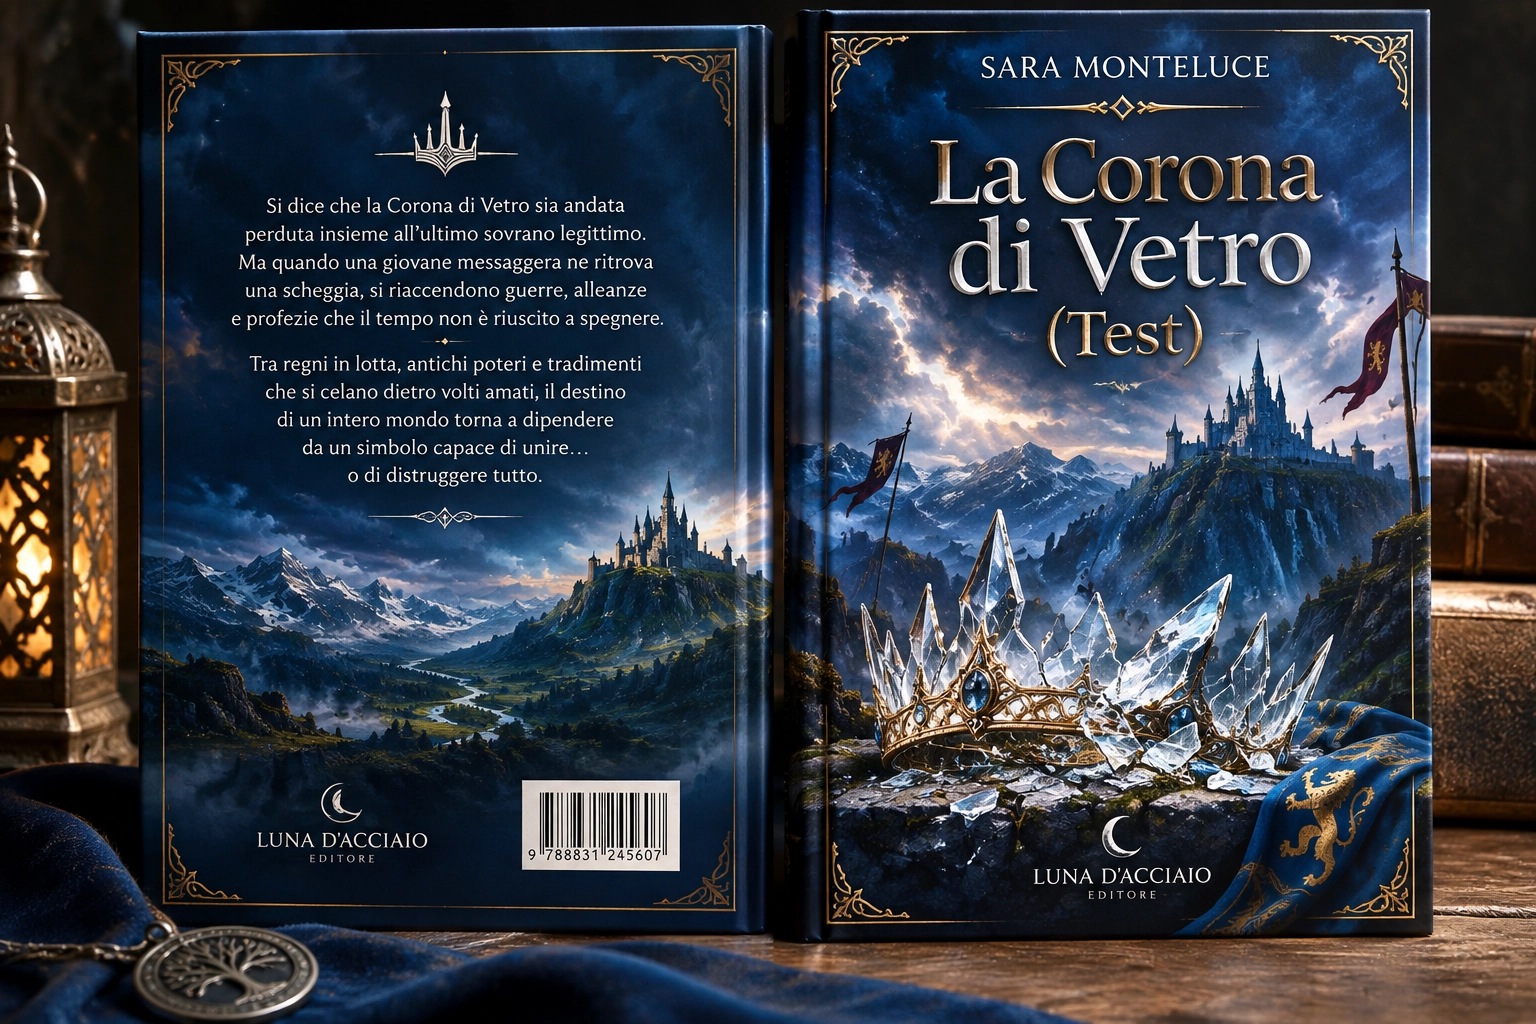 Si dice che la Corona di Vetro sia andata
perduta insieme all'ultimo sovrano legittimo.
Ma quando una giovane messaggera ne ritrova
una scheggia, si riaccendono guerre, alleanze
e profezie che il tempo non è riuscito a spegnere.
Tra regni in lotta, antichi poteri e tradimenti
che si celano dietro volti amati, il destino
di un intero mondo torna a dipendere
da un simbolo capace di unire…
o di distruggere tutto.
LUNA D'ACCIAIO
EDITORE
9 788831 245607
SARA MONTELUCE
La Corona
di Vetro
(Test)
LUNA D'ACCIAIO
EDITORE